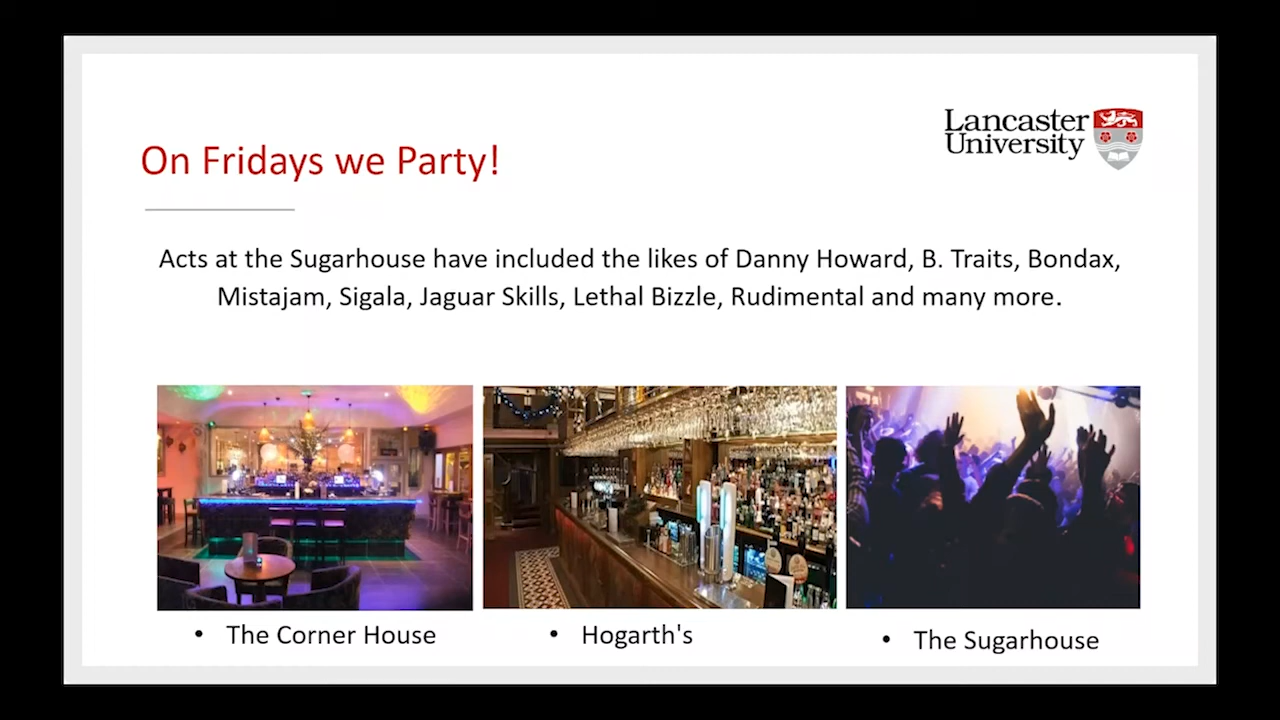 Lancaster
University
On Fridays we Party!
Acts at the Sugarhouse have included the likes of Danny Howard, B. Traits, Bondax,
Mistajam, Sigala, Jaguar Skills, Lethal Bizzle, Rudimental and many more.
• The Corner House
• Hogarth's
• The Sugarhouse